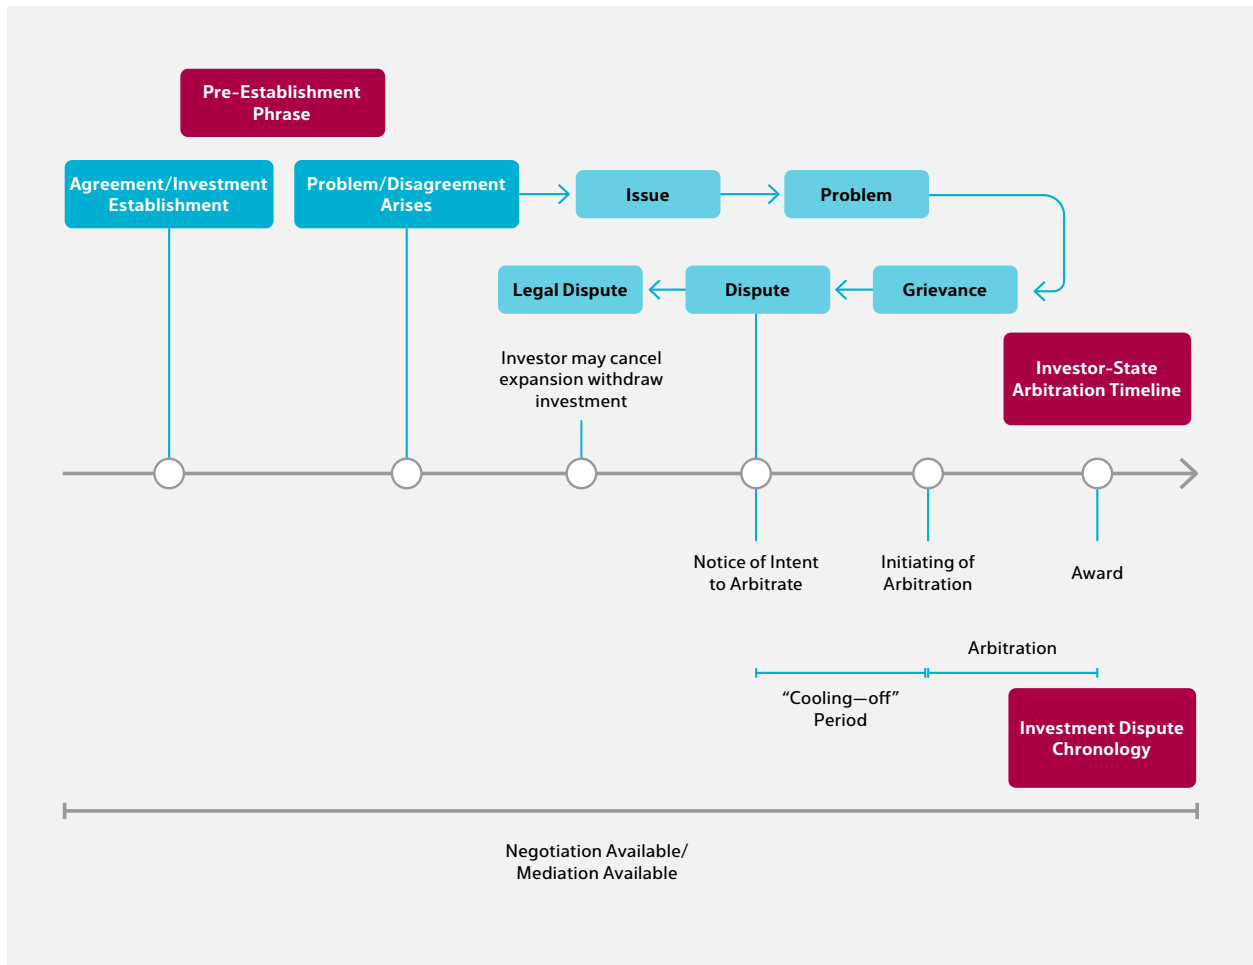 Pre-Establishment
Phrase
Agreement/Investment
Establishment
Problem/Disagreement
Arises
Issue
Problem
Legal Dispute
Dispute
Grievance
Investor may cancel
expansion withdraw
investment
Investor-State
Arbitration Timeline
Notice of Intent
to Arbitrate
Initiating of
Arbitration
Award
Arbitration
“Cooling—off”
Period
Investment Dispute
Chronology
Negotiation Available/
Mediation Available